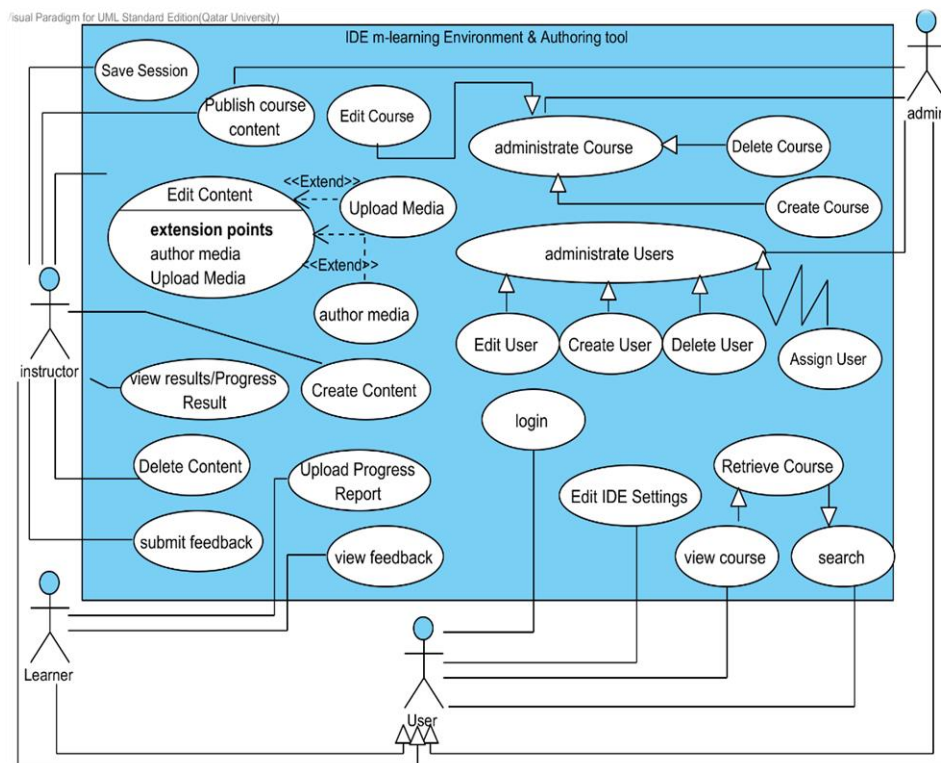 isual Paradigm for UML Standard Edition(Qatar University)
IDE m-learning Environment & Authoring tool
Save Session
Publish course
content
Edit Course
administrate Course
Delete Course
Create Course
admin
Edit Content
extension points
author media
Upload Media
<<Extend>>
Upload Media
<<Extend>>
author media
administrate Users
Edit User
Create User
Delete User
Assign User
instructor
view results/Progress
Result
Create Content
login
Delete Content
Upload Progress
Report
Edit IDE Settings
Retrieve Course
submit feedback
view feedback
view course
search
Learner
User